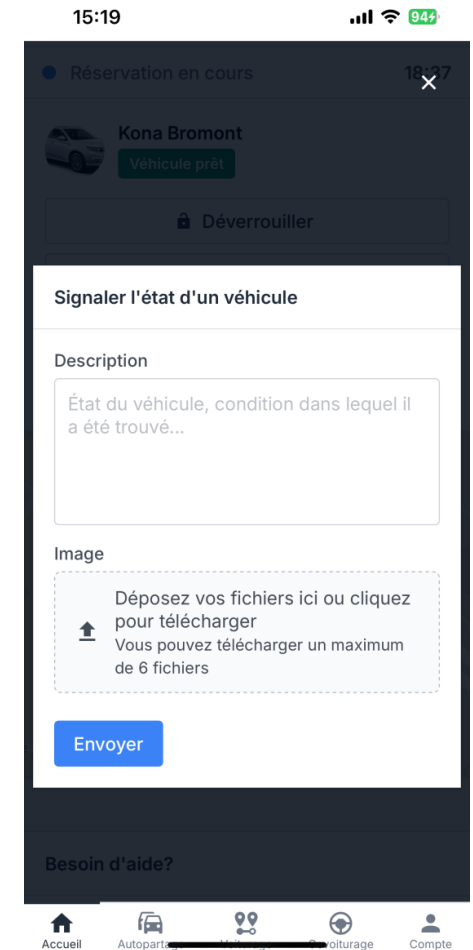 15:19
94
Réservation en cours
18:37
Kona Bromont
Véhicule prêt
Déverrouiller
Signaler l'état d'un véhicule
Description
État du véhicule, condition dans lequel il
a été trouvé...
Image
Déposez vos fichiers ici ou cliquez
pour télécharger
Vous pouvez télécharger un maximum
de 6 fichiers
Envoyer
Besoin d'aide?
Accueil
Autopartage
Compte